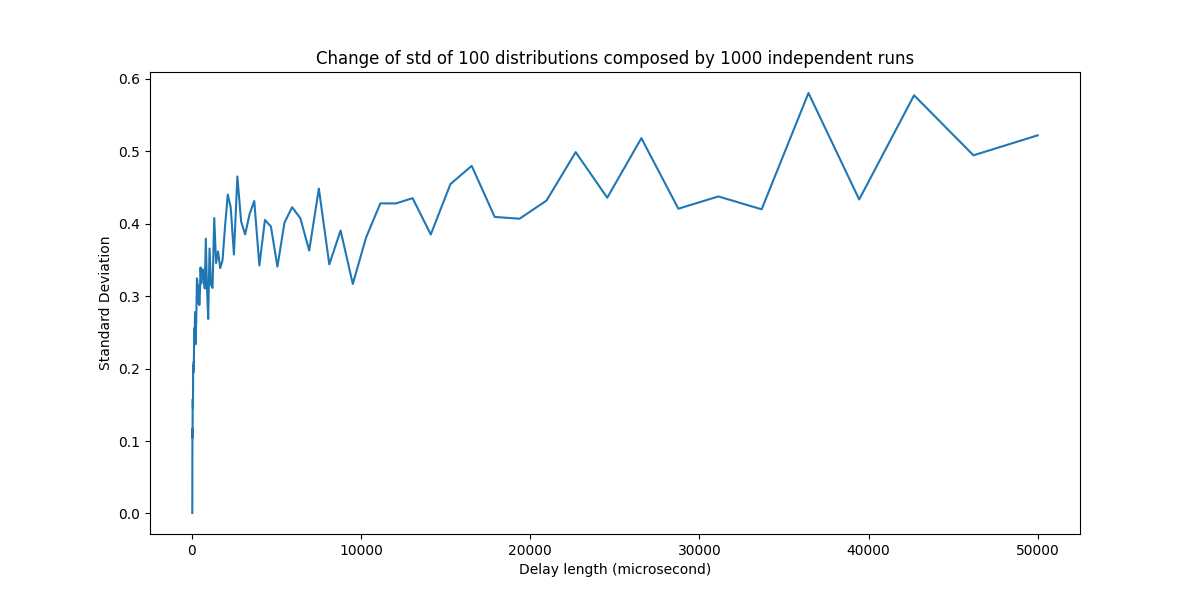 Change of std of 100 distributions composed by 1000 independent runs
0.6
0.5
0.4
0.3
0.2
0.1
0.0
Standard Deviation
0 10000 20000 30000 40000 50000
Delay length (microsecond)